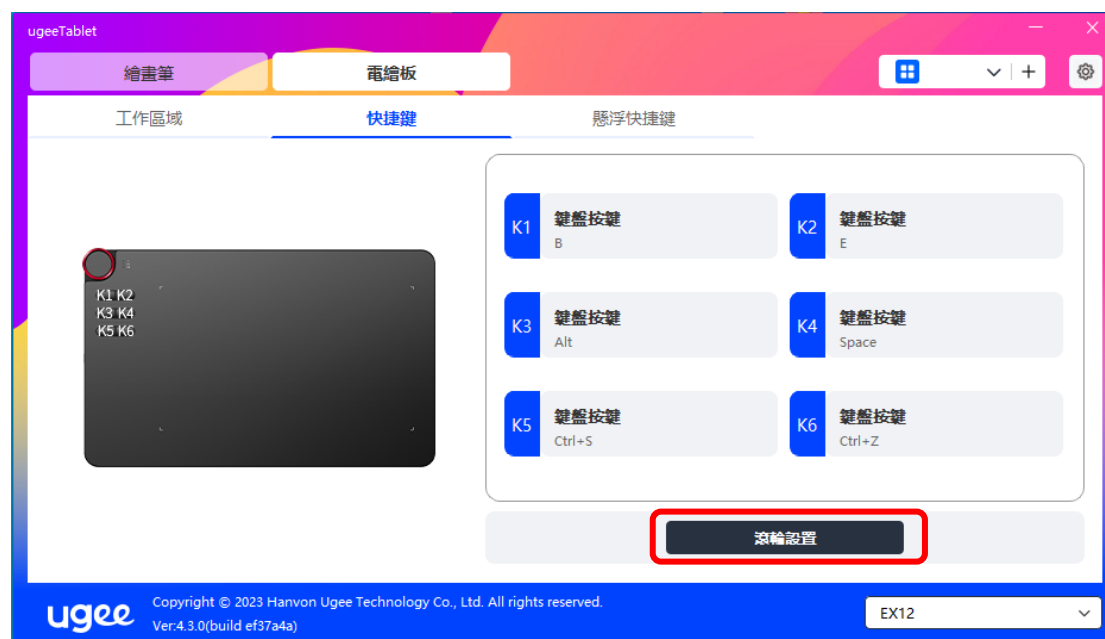 ugeeTablet
繪畫筆
電繪板
工作區域
快捷鍵
懸浮快捷鍵
K1 K2
K3 K4
K5 K6
K1
鍵盤按鍵
B
K2
鍵盤按鍵
E
K3
鍵盤按鍵
Alt
K4
鍵盤按鍵
Space
K5
鍵盤按鍵
Ctrl+S
K6
鍵盤按鍵
Ctrl+Z
滾輪設置
ugee
Copyright © 2023 Hanvon Ugee Technology Co., Ltd. All rights reserved.
Ver:4.3.0(build ef37a4a)
EX12